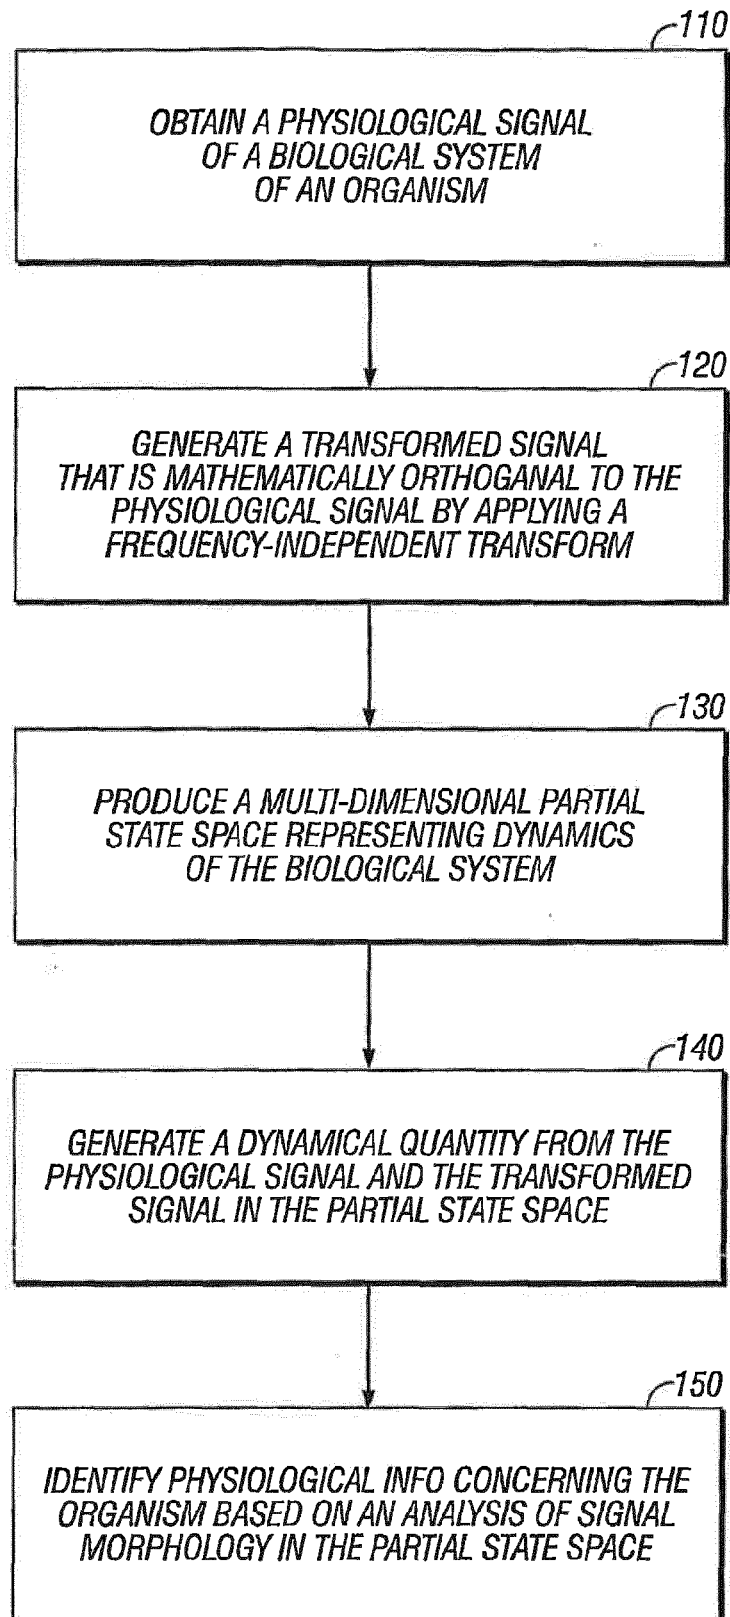 110
OBTAIN A PHYSIOLOGICAL SIGNAL
OF A BIOLOGICAL SYSTEM
OF AN ORGANISM
120
GENERATE A TRANSFORMED SIGNAL
THAT IS MATHEMATICALLY ORTHOGANAL TO THE
PHYSIOLOGICAL SIGNAL BY APPLYING A
FREQUENCY-INDEPENDENT TRANSFORM
130
PRODUCE A MULTI-DIMENSIONAL PARTIAL
STATE SPACE REPRESENTING DYNAMICS
OF THE BIOLOGICAL SYSTEM
140
GENERATE A DYNAMICAL QUANTITY FROM THE
PHYSIOLOGICAL SIGNAL AND THE TRANSFORMED
SIGNAL IN THE PARTIAL STATE SPACE
150
IDENTIFY PHYSIOLOGICAL INFO CONCERNING THE
ORGANISM BASED ON AN ANALYSIS OF SIGNAL
MORPHOLOGY IN THE PARTIAL STATE SPACE